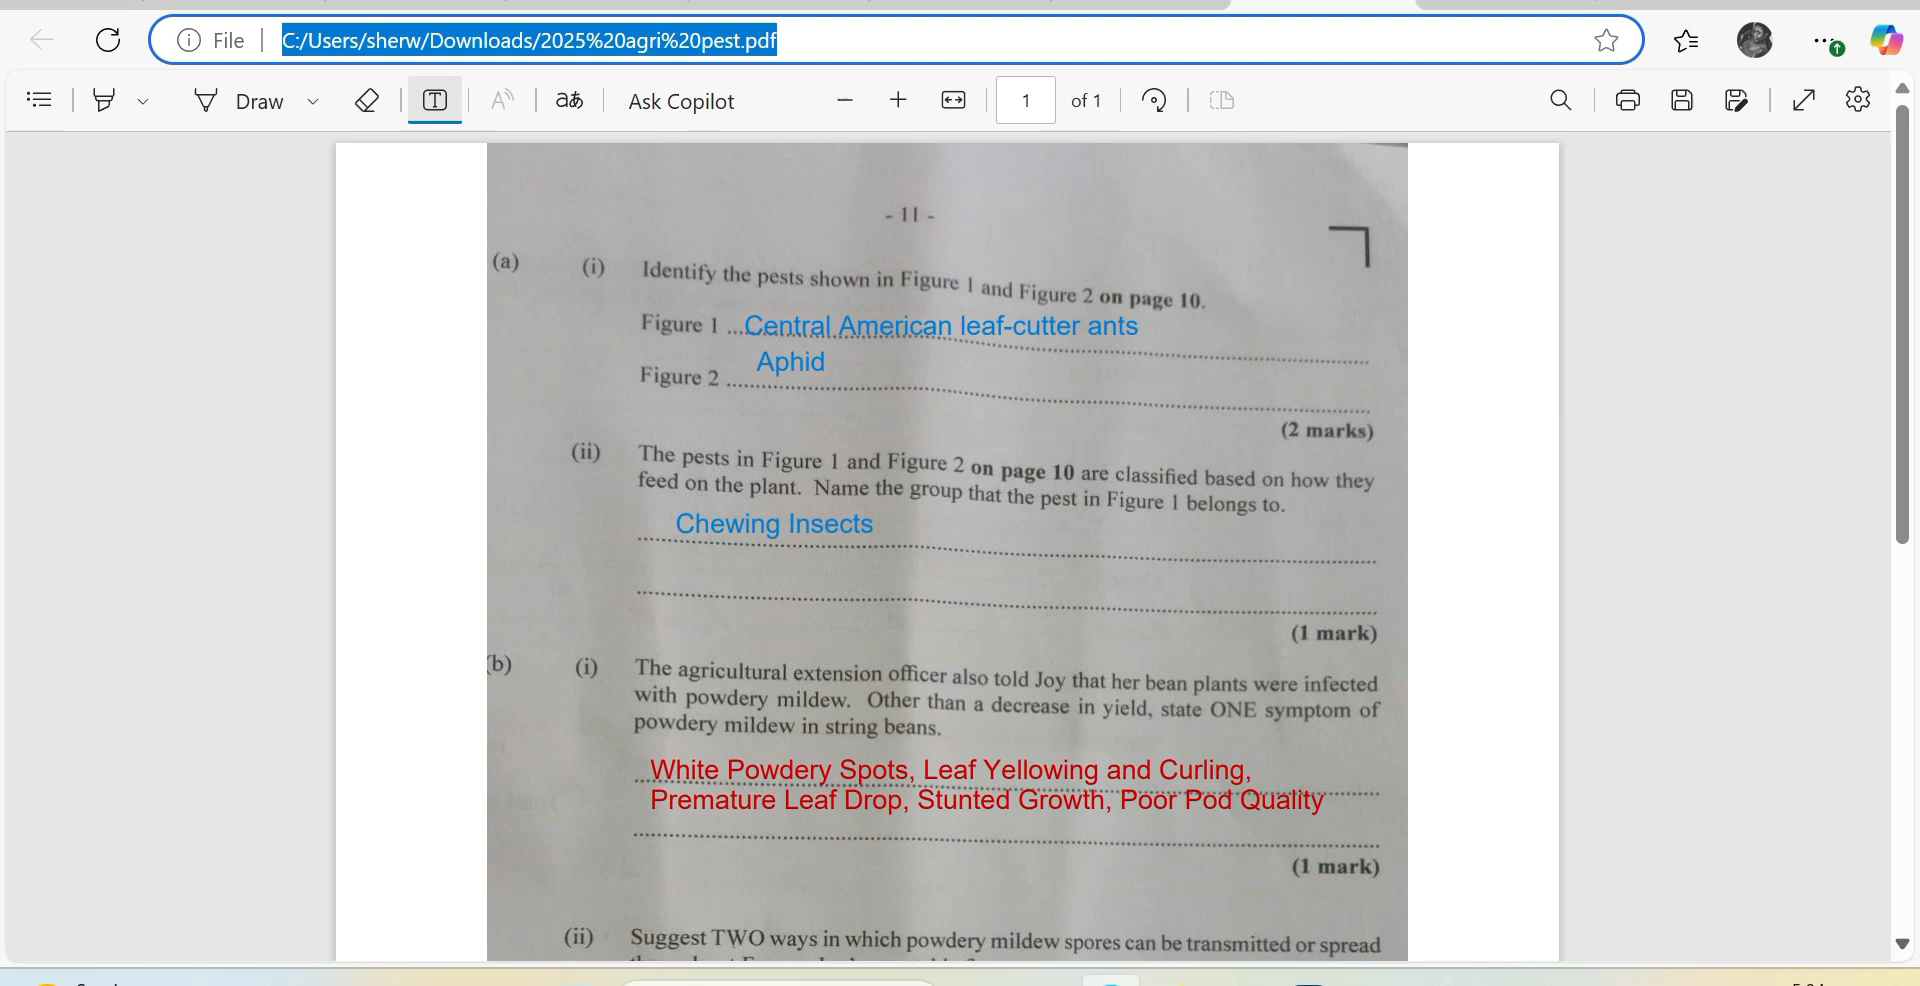 File
C:/Users/sherw/Downloads/2025%20agri%20pest.pdf
Draw
T
A
aあ
Ask Copilot
1
of 1
- 11 -
(a) (i) Identify the pests shown in Figure 1 and Figure 2 on page 10.
Figure 1 ... Central American leaf-cutter ants
Aphid
Figure 2
(2 marks)
(ii) The pests in Figure 1 and Figure 2 on page 10 are classified based on how they
feed on the plant. Name the group that the pest in Figure 1 belongs to.
Chewing Insects
(1 mark)
(b) (i) The agricultural extension officer also told Joy that her bean plants were infected
with powdery mildew. Other than a decrease in yield, state ONE symptom of
powdery mildew in string beans.
White Powdery Spots, Leaf Yellowing and Curling,
Premature Leaf Drop, Stunted Growth, Poor Pod Quality
(1 mark)
(ii) Suggest TWO ways in which powdery mildew spores can be transmitted or spread